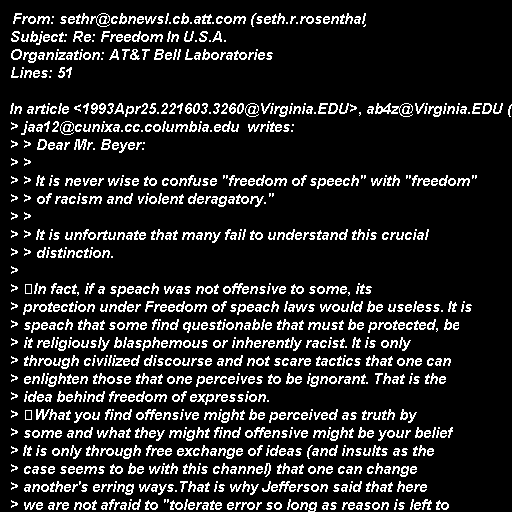 From: sethr@cbnewsl.cb.att.com (seth.r.rosenthal)
Subject: Re: Freedom In U.S.A.
Organization: AT&T Bell Laboratories
Lines: 51

In article <1993Apr25.221603.3260@Virginia.EDU>, ab4z@Virginia.EDU (
> jaa12@cunixa.cc.columbia.edu  writes:
> > Dear Mr. Beyer:
> >
> > It is never wise to confuse "freedom of speech" with "freedom"
> > of racism and violent deragatory."
> >
> > It is unfortunate that many fail to understand this crucial
> > distinction.
>
> In fact, if a speach was not offensive to some, its
> protection under Freedom of speach laws would be useless. It is
> speach that some find questionable that must be protected, be
> it religiously blasphemous or inherently racist. It is only
> through civilized discourse and not scare tactics that one can
> enlighten those that one perceives to be ignorant. That is the
> idea behind freedom of expression.
> What you find offensive might be perceived as truth by
> some and what they might find offensive might be your belief
> It is only through free exchange of ideas (and insults as the
> case seems to be with this channel) that one can change
> another's erring ways.That is why Jefferson said that here
> we are not afraid to "tolerate error so long as reason is left to